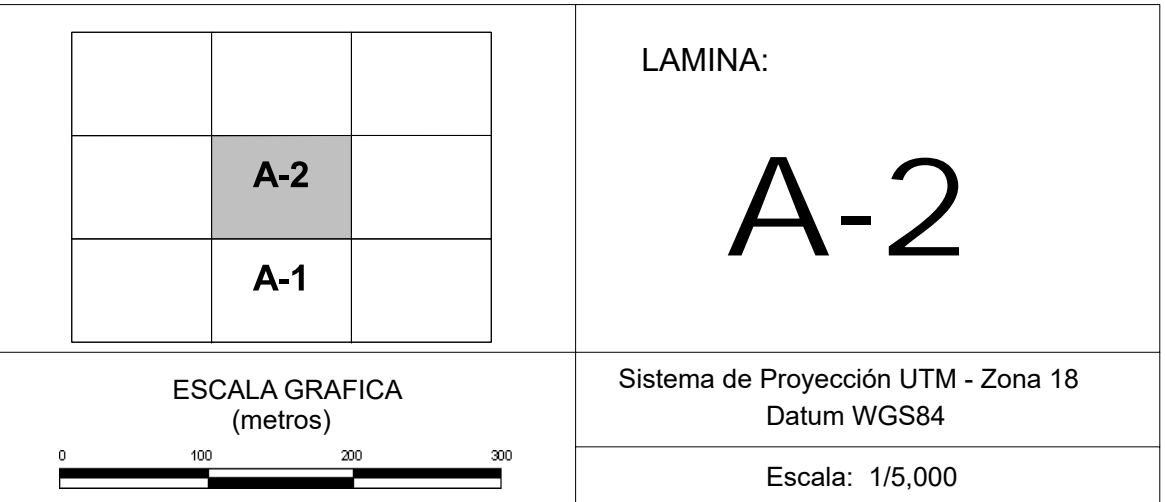 A-2
A-1
LAMINA:
A-2
ESCALA GRAFICA
(metros)
0 100 200 300
Sistema de Proyección UTM - Zona 18
Datum WGS84
Escala: 1/5,000